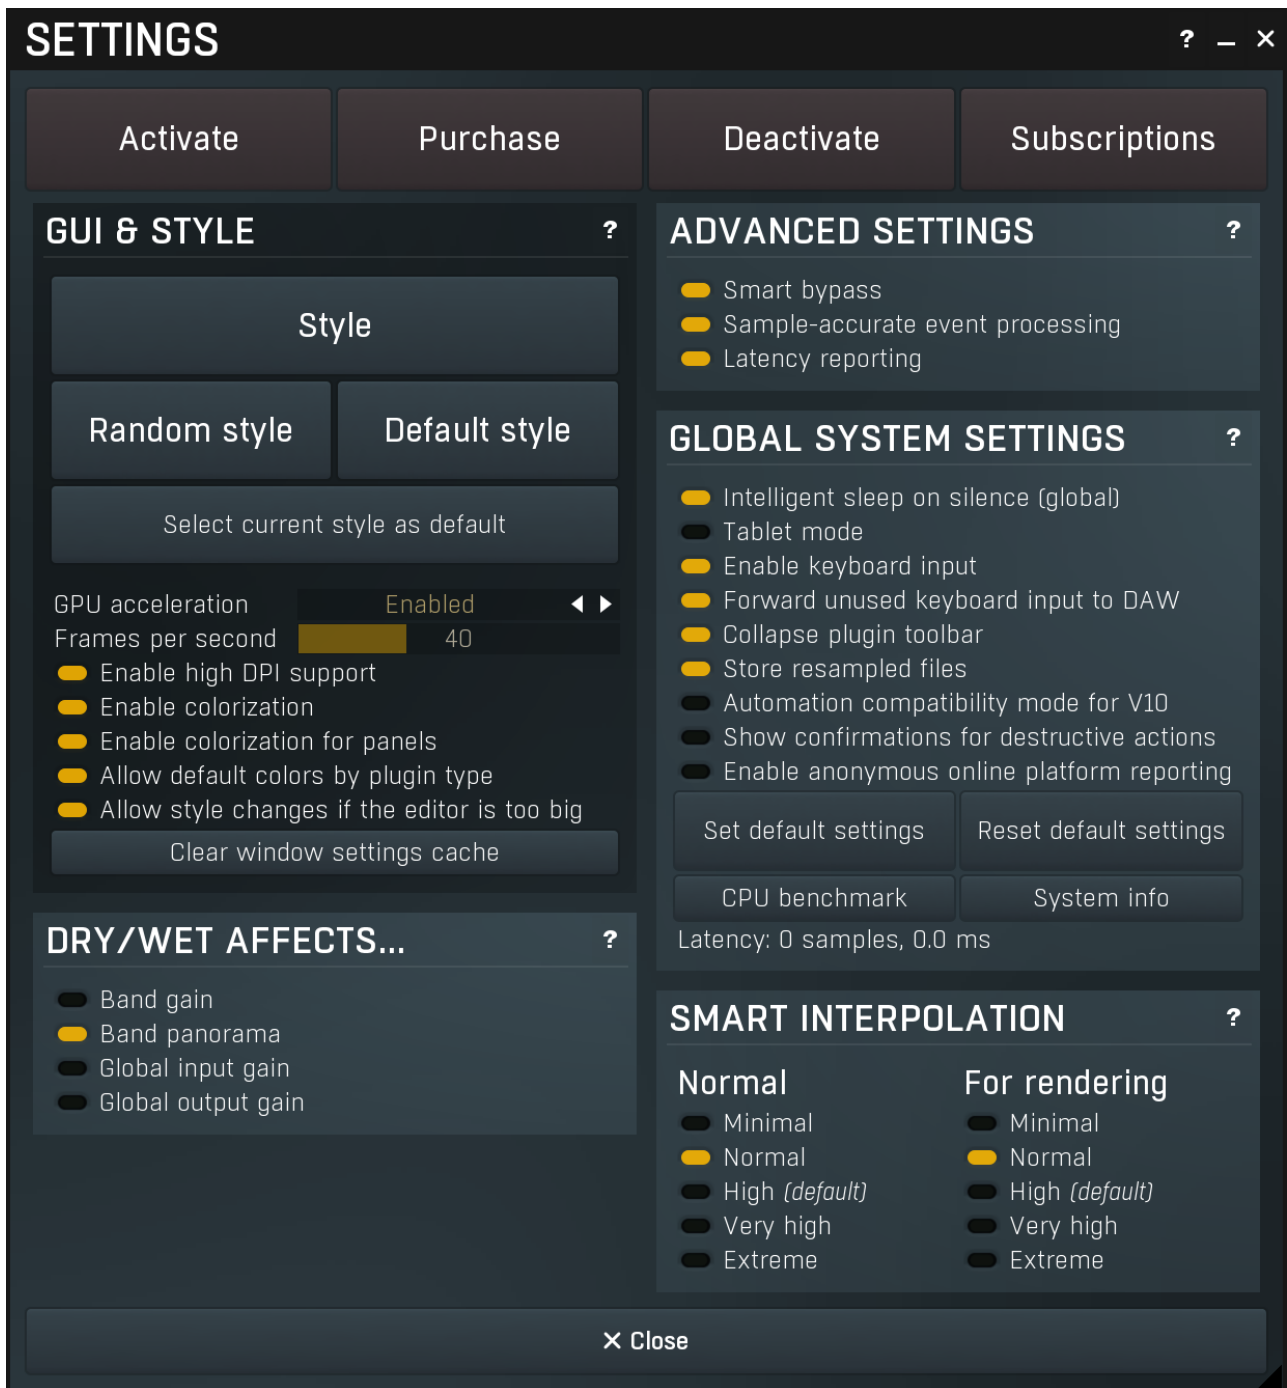 SETTINGS
? _ ×
Activate
Purchase
Deactivate
Subscriptions
GUI & STYLE ?
Style
Random style
Default style
Select current style as default
GPU acceleration Enabled
Frames per second 40
Enable high DPI support
Enable colorization
Enable colorization for panels
Allow default colors by plugin type
Allow style changes if the editor is too big
Clear window settings cache
DRY/WET AFFECTS... ?
Band gain
Band panorama
Global input gain
Global output gain
ADVANCED SETTINGS ?
Smart bypass
Sample-accurate event processing
Latency reporting
GLOBAL SYSTEM SETTINGS ?
Intelligent sleep on silence (global)
Tablet mode
Enable keyboard input
Forward unused keyboard input to DAW
Collapse plugin toolbar
Store resampled files
Automation compatibility mode for V10
Show confirmations for destructive actions
Enable anonymous online platform reporting
Set default settings
Reset default settings
CPU benchmark
System info
Latency: 0 samples, 0.0 ms
SMART INTERPOLATION ?
Normal
Minimal
Normal
High (default)
Very high
Extreme
For rendering
Minimal
Normal
High (default)
Very high
Extreme
× Close